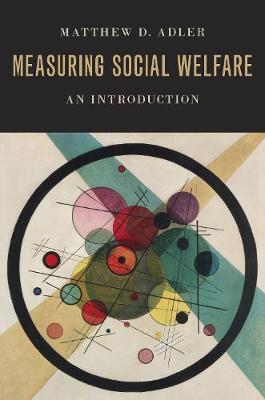 MATTHEW D. ADLER
MEASURING SOCIAL WELFARE
AN INTRODUCTION